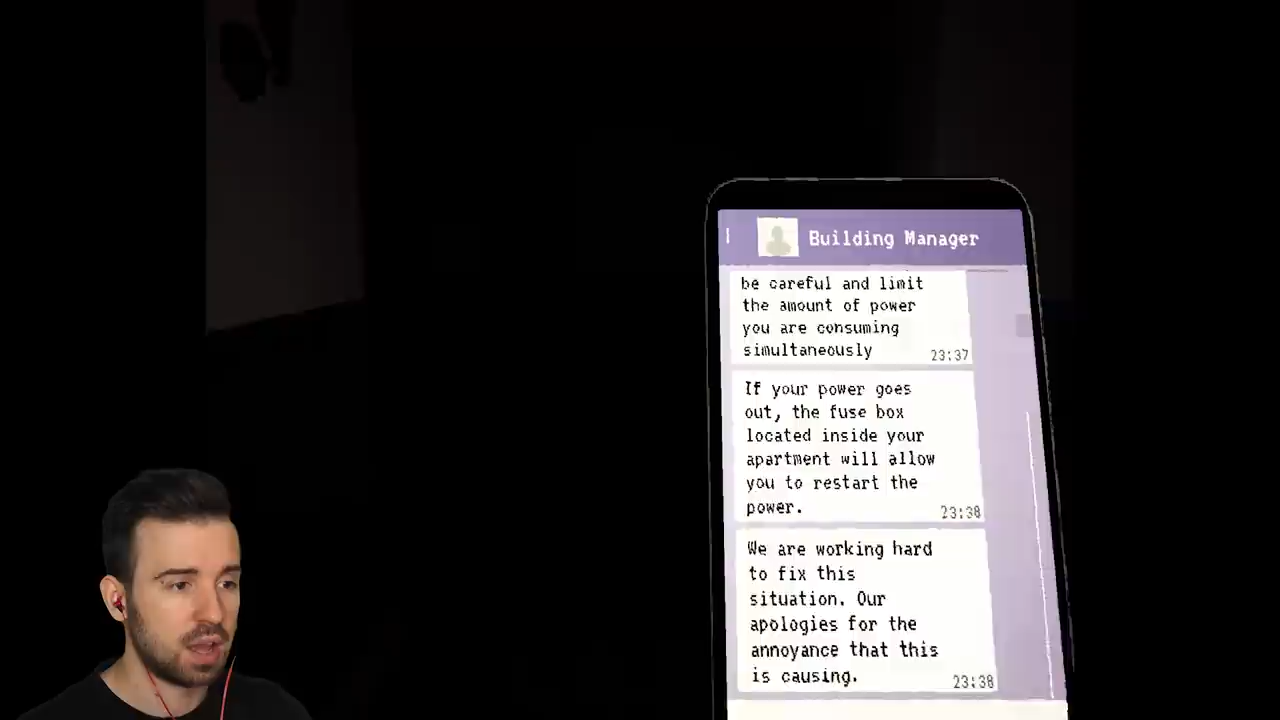 Building Manager
be careful and limit
the amount of power
you are consuming
simultaneously
23:37
If your power goes
out, the fuse box
located inside your
apartment will allow
you to restart the
power.
23:38
We are working hard
to fix this
situation. Our
apologies for the
annoyance that this
is causing.
23:38